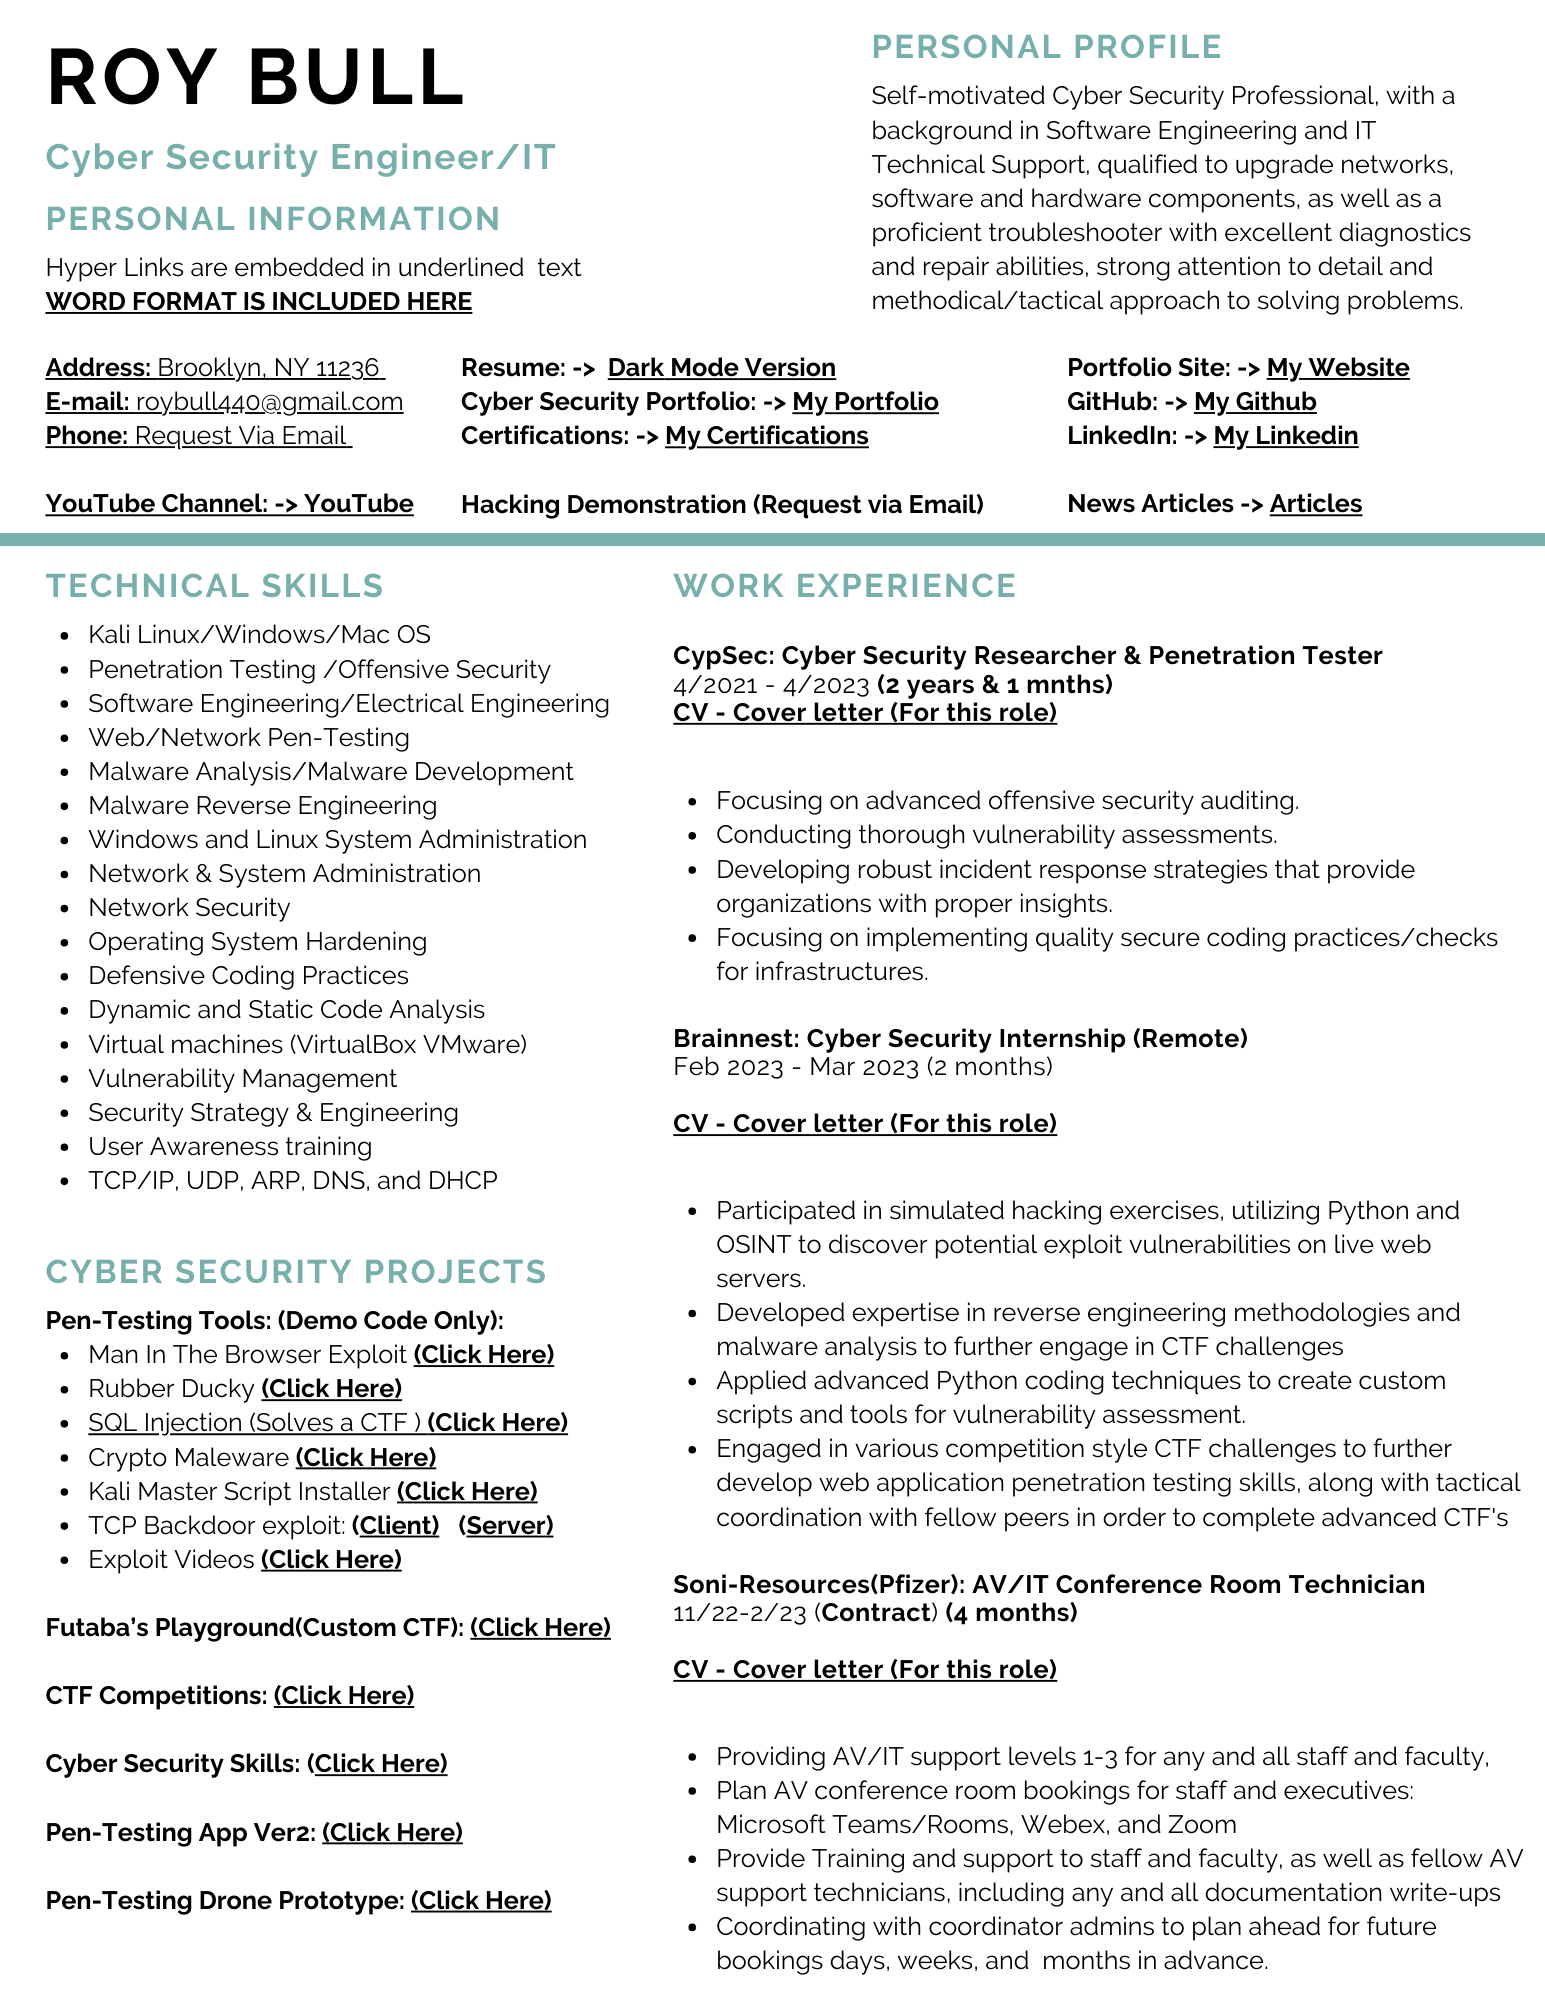 ROY BULL
Cyber Security Engineer/IT
PERSONAL INFORMATION
Hyper Links are embedded in underlined  text
WORD FORMAT IS INCLUDED HERE
PERSONAL PROFILE
Self-motivated Cyber Security Professional, with a
background in Software Engineering and IT
Technical Support, qualified to upgrade networks,
software and hardware components, as well as a
proficient troubleshooter with excellent diagnostics
and repair abilities, strong attention to detail and
methodical/tactical approach to solving problems.
Address: Brooklyn, NY 11236
E-mail: roybull440@gmail.com
Phone: Request Via Email
YouTube Channel: -> YouTube
Resume: ->  Dark Mode Version
Cyber Security Portfolio: -> My Portfolio
Certifications: -> My Certifications
Hacking Demonstration (Request via Email)
Portfolio Site: -> My Website
GitHub: -> My Github
LinkedIn: -> My Linkedin
News Articles -> Articles
TECHNICAL SKILLS
• Kali Linux/Windows/Mac OS
• Penetration Testing /Offensive Security
• Software Engineering/Electrical Engineering
• Web/Network Pen-Testing
• Malware Analysis/Malware Development
• Malware Reverse Engineering
• Windows and Linux System Administration
• Network & System Administration
• Network Security
• Operating System Hardening
• Defensive Coding Practices
• Dynamic and Static Code Analysis
• Virtual machines (VirtualBox VMware)
• Vulnerability Management
• Security Strategy & Engineering
• User Awareness training
• TCP/IP, UDP, ARP, DNS, and DHCP
CYBER SECURITY PROJECTS
Pen-Testing Tools: (Demo Code Only):
• Man In The Browser Exploit (Click Here)
• Rubber Ducky (Click Here)
• SQL Injection (Solves a CTF ) (Click Here)
• Crypto Maleware (Click Here)
• Kali Master Script Installer (Click Here)
• TCP Backdoor exploit: (Client)   (Server)
• Exploit Videos (Click Here)
Futaba’s Playground(Custom CTF): (Click Here)
CTF Competitions: (Click Here)
Cyber Security Skills: (Click Here)
Pen-Testing App Ver2: (Click Here)
Pen-Testing Drone Prototype: (Click Here)
WORK EXPERIENCE
CypSec: Cyber Security Researcher & Penetration Tester
4/2021 - 4/2023 (2 years & 1 mnths)
CV - Cover letter (For this role)
• Focusing on advanced offensive security auditing.
• Conducting thorough vulnerability assessments.
• Developing robust incident response strategies that provide
organizations with proper insights.
• Focusing on implementing quality secure coding practices/checks
for infrastructures.
Brainnest: Cyber Security Internship (Remote)
Feb 2023 - Mar 2023 (2 months)
CV - Cover letter (For this role)
• Participated in simulated hacking exercises, utilizing Python and
OSINT to discover potential exploit vulnerabilities on live web
servers.
• Developed expertise in reverse engineering methodologies and
malware analysis to further engage in CTF challenges
• Applied advanced Python coding techniques to create custom
scripts and tools for vulnerability assessment.
• Engaged in various competition style CTF challenges to further
develop web application penetration testing skills, along with tactical
coordination with fellow peers in order to complete advanced CTF's
Soni-Resources(Pfizer): AV/IT Conference Room Technician
11/22-2/23 (Contract) (4 months)
CV - Cover letter (For this role)
• Providing AV/IT support levels 1-3 for any and all staff and faculty,
• Plan AV conference room bookings for staff and executives:
Microsoft Teams/Rooms, Webex, and Zoom
• Provide Training and support to staff and faculty, as well as fellow AV
support technicians, including any and all documentation write-ups
• Coordinating with coordinator admins to plan ahead for future
bookings days, weeks, and  months in advance.